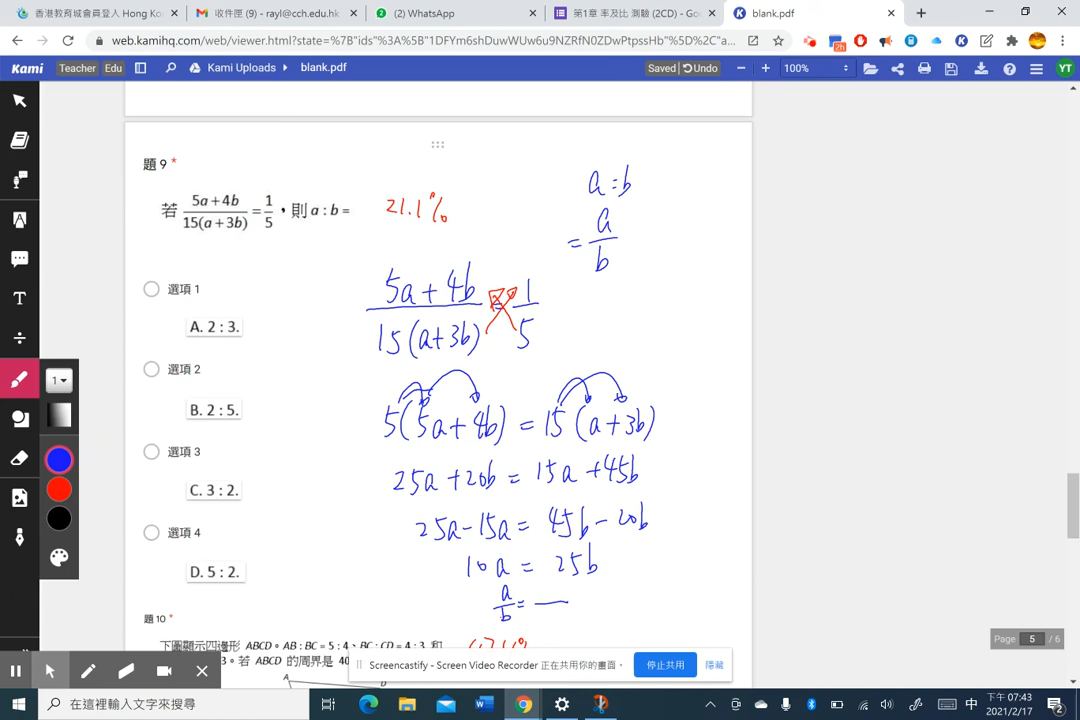 香港教育城會員登入 Hong Ko
收件匣 (9) - rayl@cch.edu.hk
(2) WhatsApp
第1章 率及比 測驗 (2CD) - Go
blank.pdf
web.kamihq.com/web/viewer.html?state=%7B"ids"%3A%5B"1DFYm6shDuwWUw6u9NZRfN0ZDwPtpssHb"%5D%2C"a...
2h
Kami
Teacher
Edu
Kami Uploads
blank.pdf
Saved
Undo
100%
YT
題 9 *
若 (5a + 4b)/(15(a + 3b)) = 1/5,則 a : b =
21.1%
a:b
= a/b
(5a+4b)/(15(a+3b)) = 1/5
選項 1
A. 2 : 3.
選項 2
B. 2 : 5.
選項 3
C. 3 : 2.
選項 4
D. 5 : 2.
5(5a+4b) = 15(a+3b)
25a+20b = 15a+45b
25a-15a = 45b-20b
10a = 25b
a/b =
1
題 10 *
下圖顯示四邊形 ABCD。AB : BC = 5 : 4、BC : CD = 4 : 3 和
3。若 ABCD 的周界是 40
A
D
Page 5 / 6
Screencastify - Screen Video Recorder 正在共用你的畫面。
停止共用
隱藏
在這裡輸入文字來搜尋
中
下午 07:43
2021/2/17
2